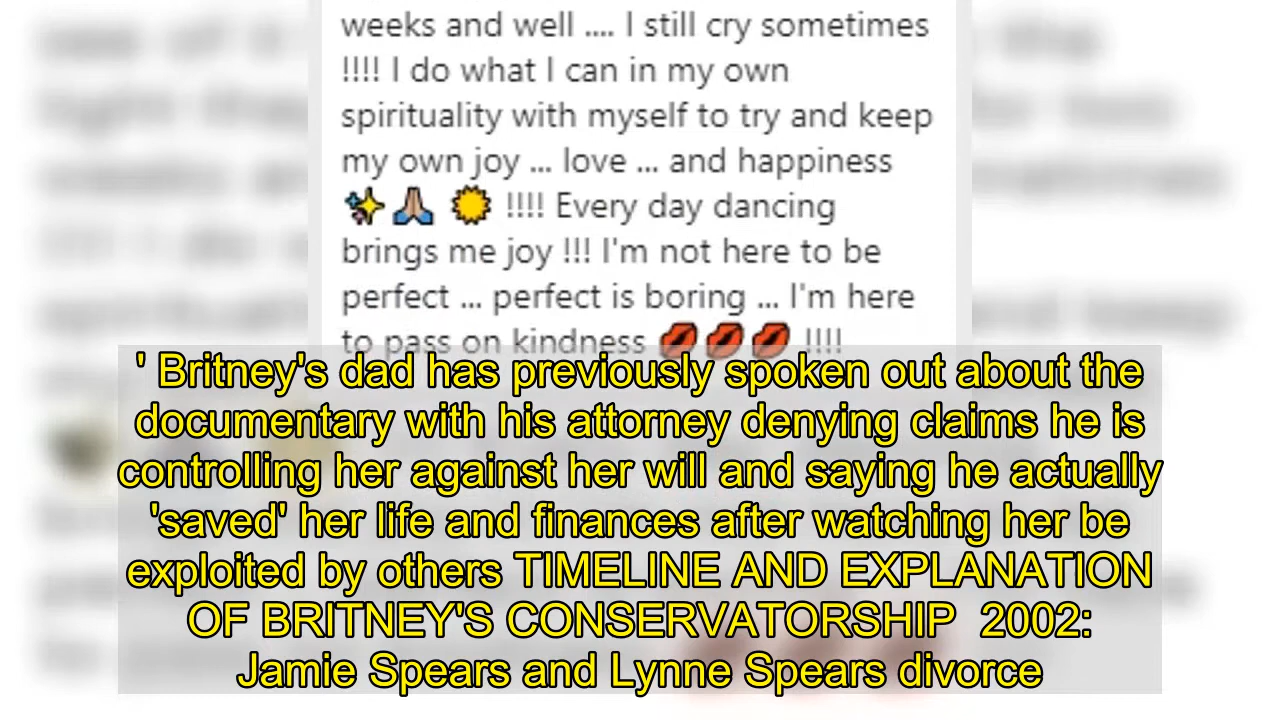 weeks and well .... I still cry sometimes
!!!! I do what I can in my own
spirituality with myself to try and keep
my own joy ... love ... and happiness
✨🙏🏼 ☀️ !!!! Every day dancing
brings me joy !!! I'm not here to be
perfect ... perfect is boring ... I'm here
to pass on kindness 💋💋💋 !!!!
' Britney's dad has previously spoken out about the
documentary with his attorney denying claims he is
controlling her against her will and saying he actually
'saved' her life and finances after watching her be
exploited by others TIMELINE AND EXPLANATION
OF BRITNEY'S CONSERVATORSHIP  2002:
Jamie Spears and Lynne Spears divorce